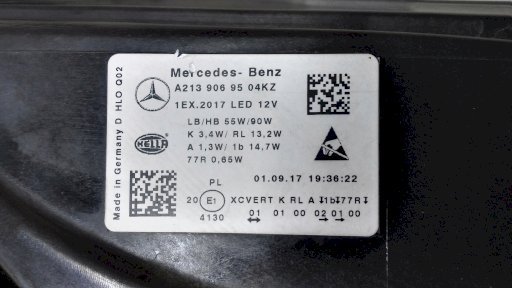 Mercedes- Benz
A213 906 95 04KZ
1EX.2017 LED 12V
LB/HB 55W/90W
K 3,4W/ RL 13,2W
A 1,3W/ 1b 14,7W
77R 0,65W
HELLA
Made in Germany D HLO Q02
PL 01.09.17 19:36:22
20 E1 XCVERT K RL A 1b 77R
4130 01 01 00 02 01 00